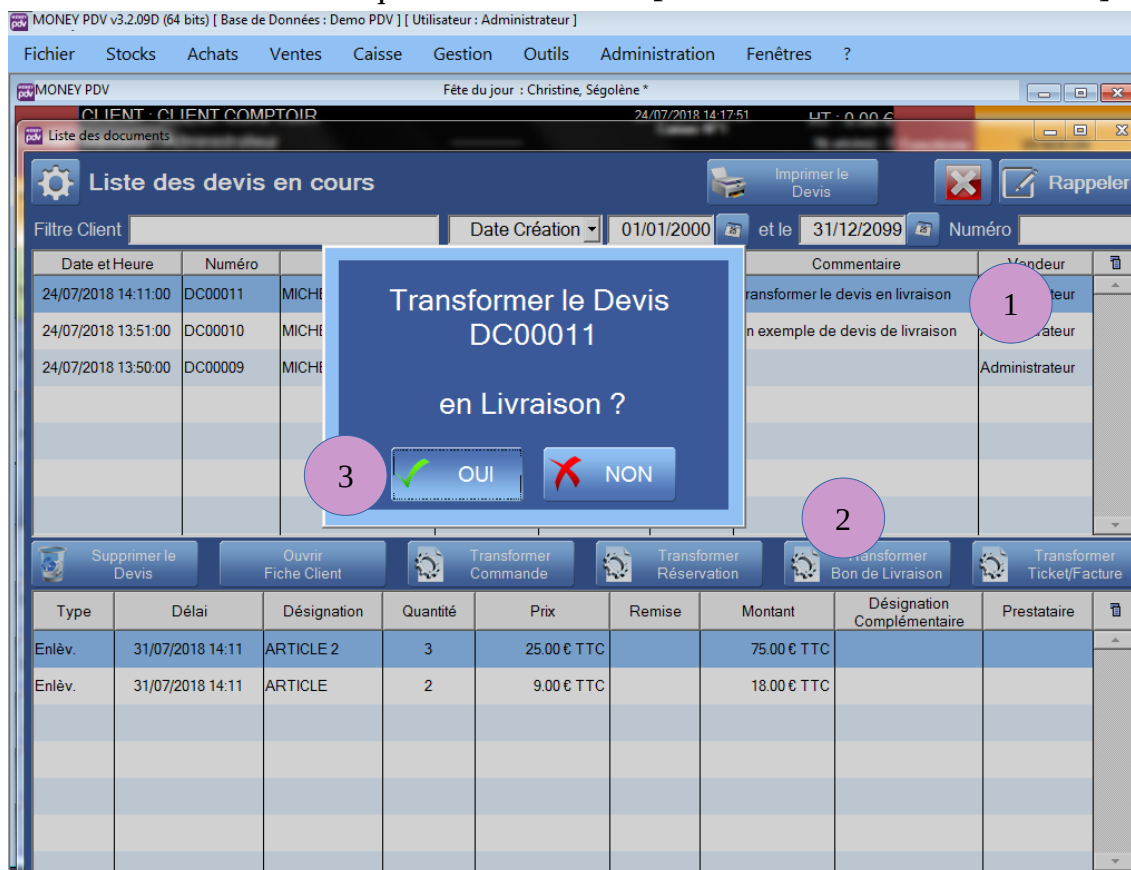 MONEY PDV v3.2.09D (64 bits) [ Base de Données : Demo PDV ] [ Utilisateur : Administrateur ]
Fichier Stocks Achats Ventes Caisse Gestion Outils Administration Fenêtres ?
MONEY PDV Fête du jour : Christine, Ségolène *
CLIENT : CLIENT COMPTOIR 24/07/2018 14:17:51 HT : 0.00 €
Liste des documents
Liste des devis en cours Imprimer le Devis Rappeler
Filtre Client Date Création 01/01/2000 et le 31/12/2099 Numéro
Date et Heure Numéro Commentaire Vendeur
24/07/2018 14:11:00 DC00011 ransformer le devis en livraison
24/07/2018 13:51:00 DC00010 n exemple de devis de livraison
24/07/2018 13:50:00 DC00009 Administrateur
1
Transformer le Devis
DC00011
en Livraison ?
3 OUI NON
2
Supprimer le Devis Ouvrir Fiche Client Transformer Commande Transformer Réservation Transformer Bon de Livraison Transformer Ticket/Facture
Type Délai Désignation Quantité Prix Remise Montant Désignation Complémentaire Prestataire
Enlèv. 31/07/2018 14:11 ARTICLE 2 3 25.00 € TTC 75.00 € TTC
Enlèv. 31/07/2018 14:11 ARTICLE 2 9.00 € TTC 18.00 € TTC